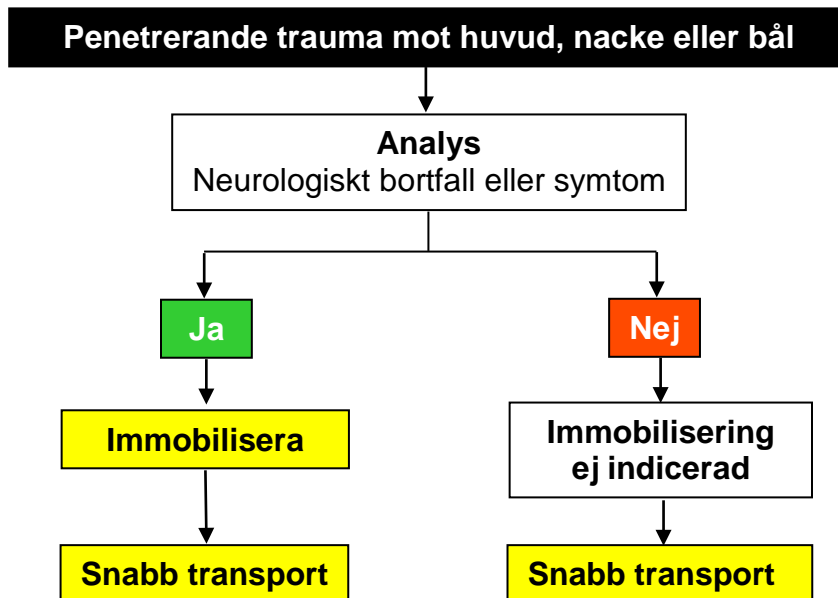 Penetrerande trauma mot huvud, nacke eller bål
Analys
Neurologiskt bortfall eller symtom
Ja
Nej
Immobilisera
Immobilisering
ej indicerad
Snabb transport
Snabb transport